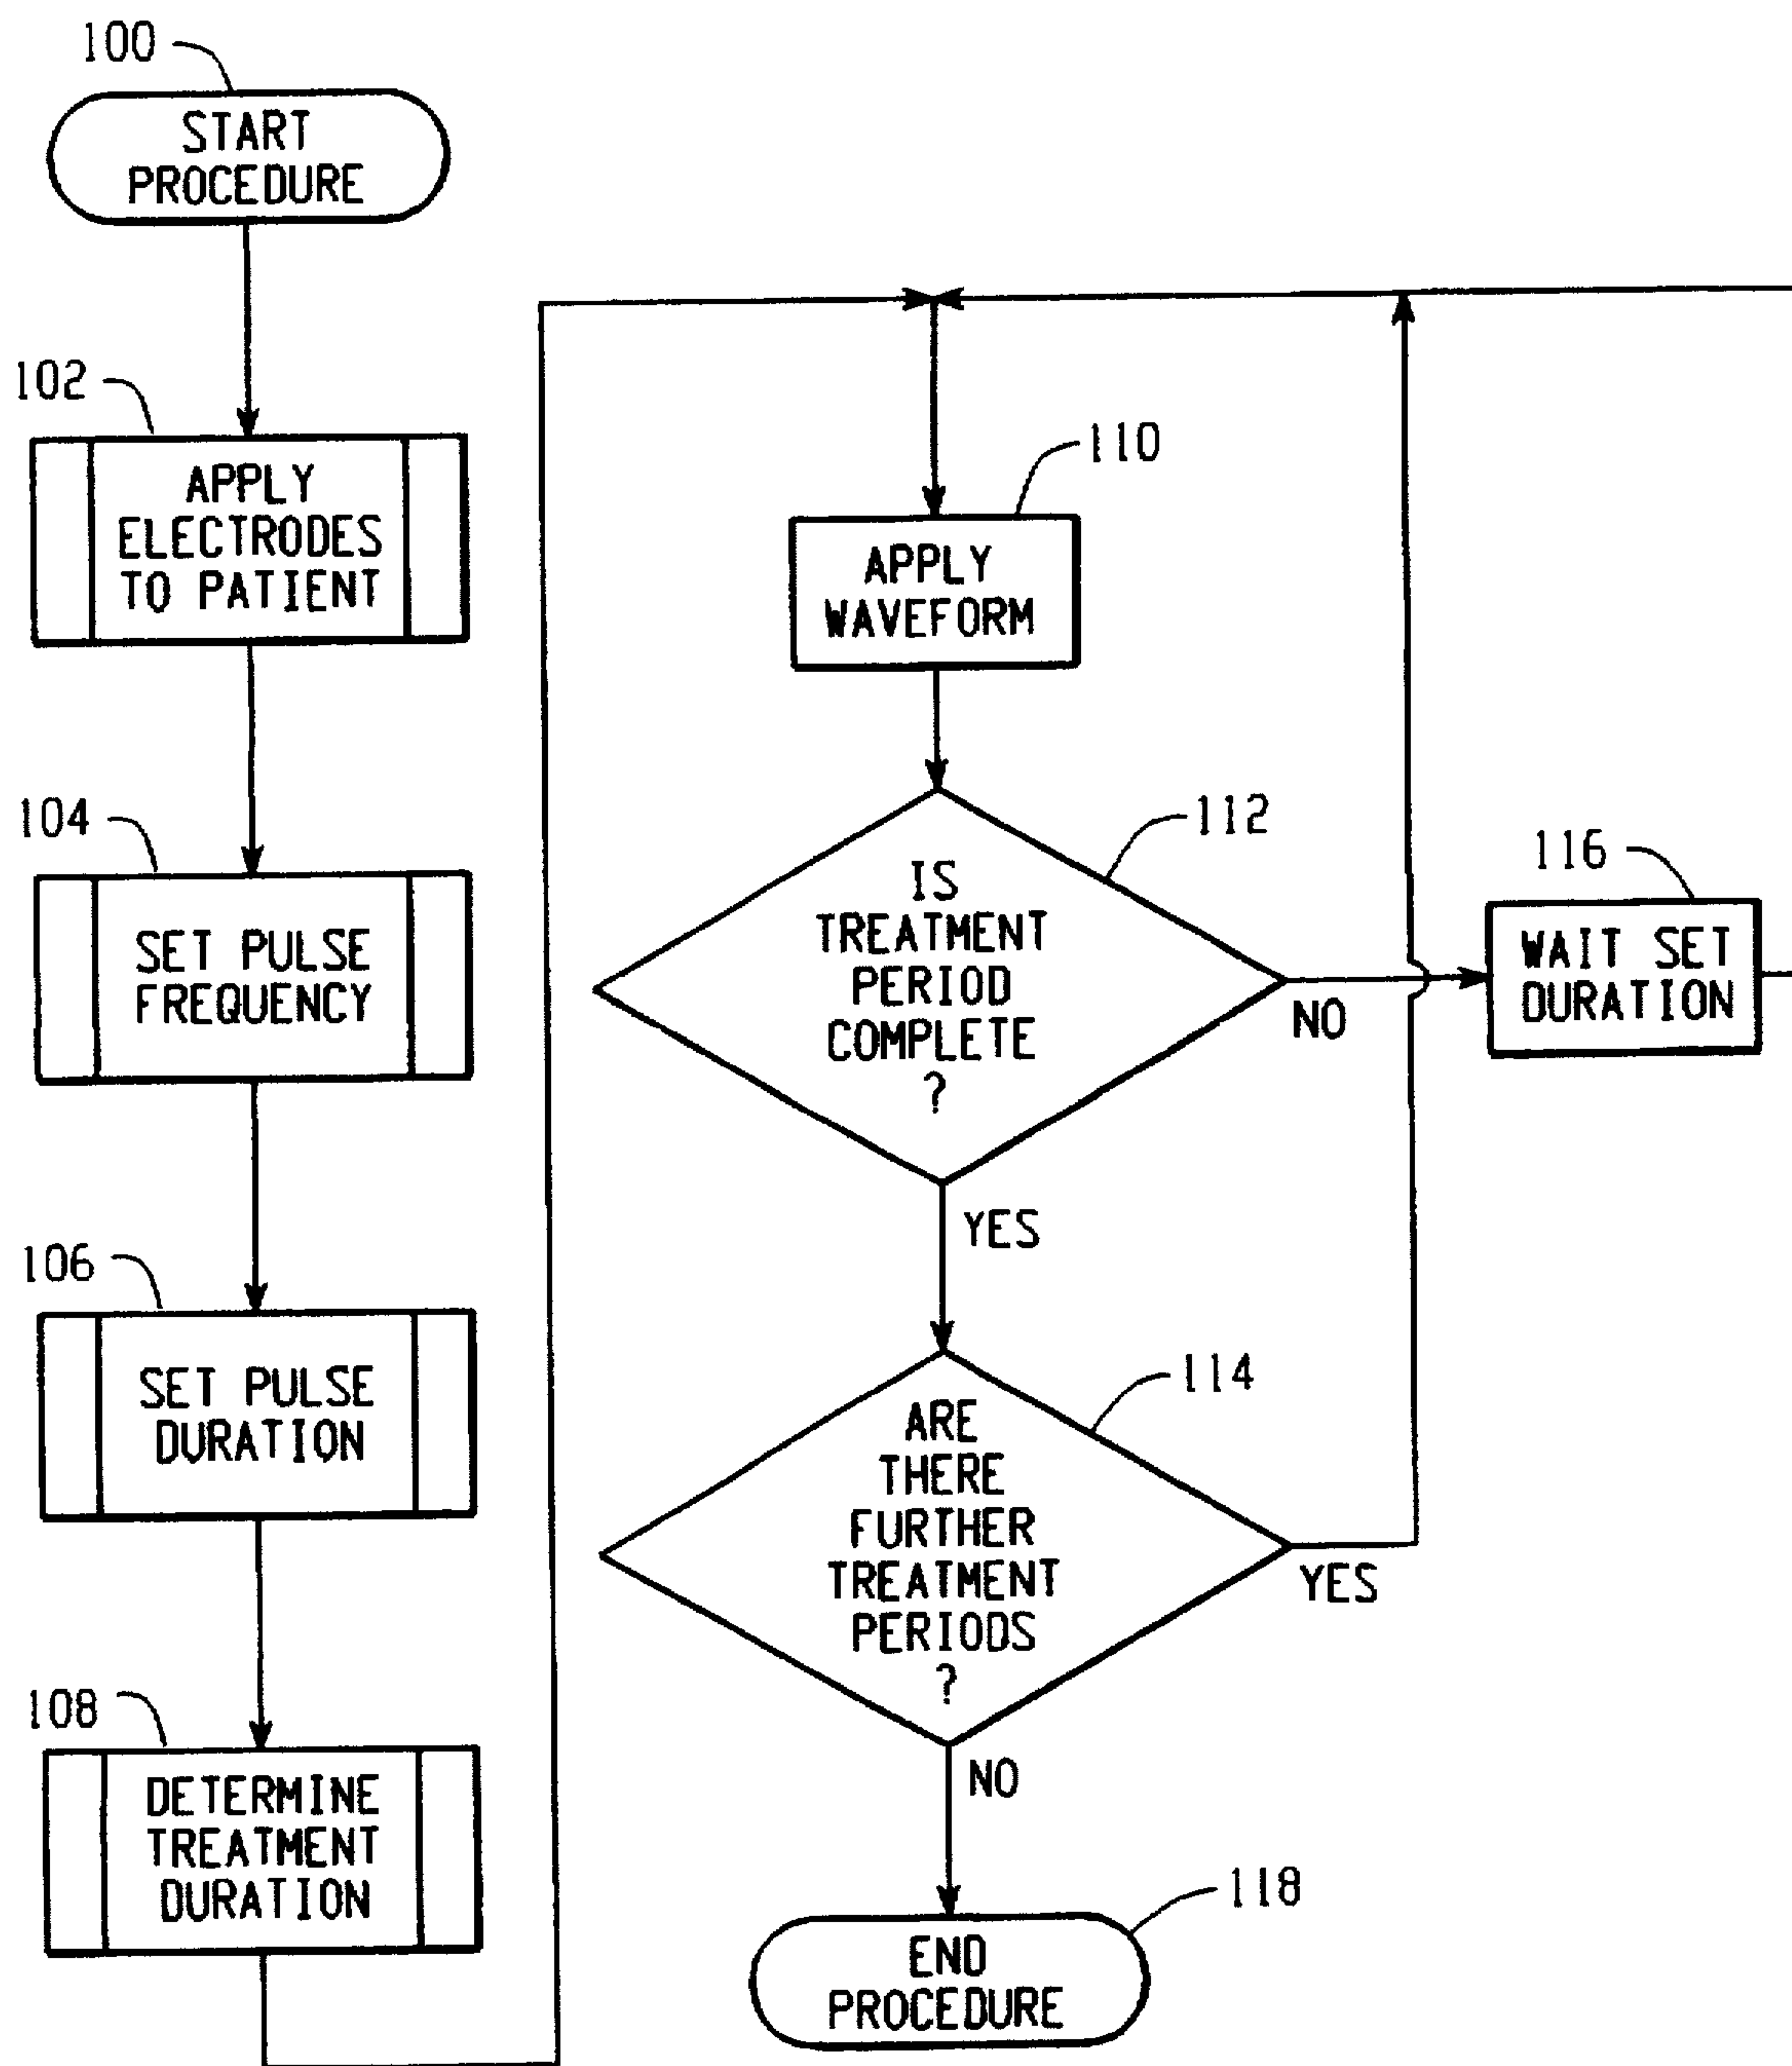 100
START
PROCEDURE
102
APPLY
ELECTRODES
TO PATIENT
104
SET PULSE
FREQUENCY
106
SET PULSE
DURATION
108
DETERMINE
TREATMENT
DURATION
110
APPLY
WAVEFORM
112
IS
TREATMENT
PERIOD
COMPLETE
?
NO
YES
116
WAIT SET
DURATION
114
ARE
THERE
FURTHER
TREATMENT
PERIODS
?
YES
NO
118
END
PROCEDURE